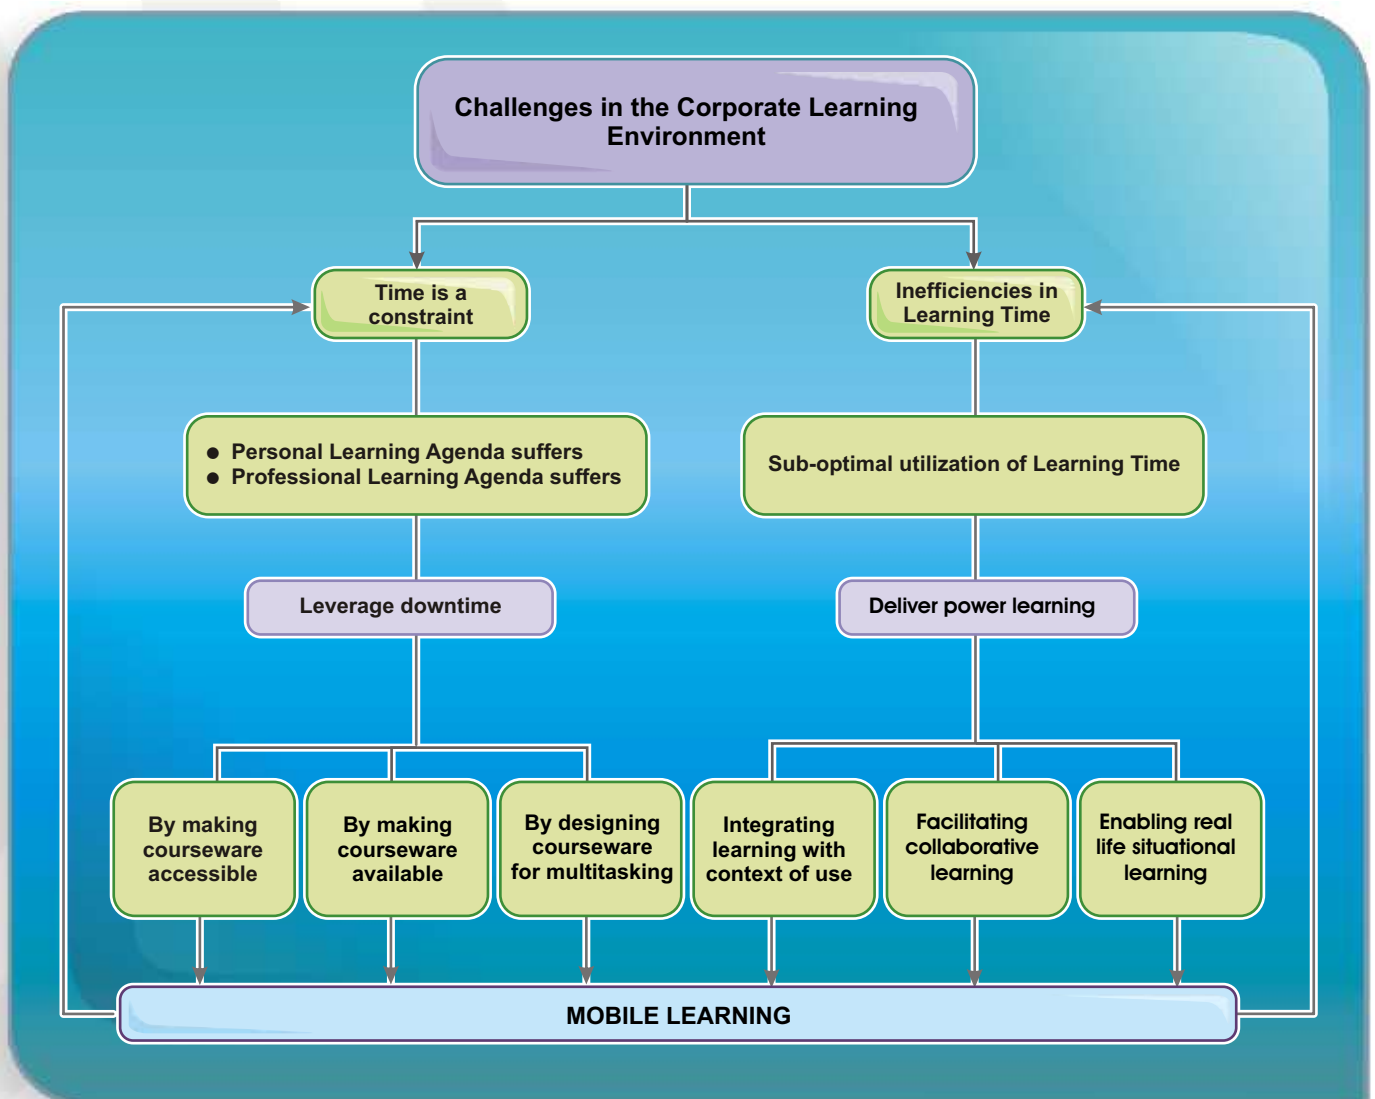 Challenges in the Corporate Learning
Environment
Time is a
constraint
Inefficiencies in
Learning Time
● Personal Learning Agenda suffers
● Professional Learning Agenda suffers
Sub-optimal utilization of Learning Time
Leverage downtime
Deliver power learning
By making
courseware
accessible
By making
courseware
available
By designing
courseware
for multitasking
Integrating
learning with
context of use
Facilitating
collaborative
learning
Enabling real
life situational
learning
MOBILE LEARNING